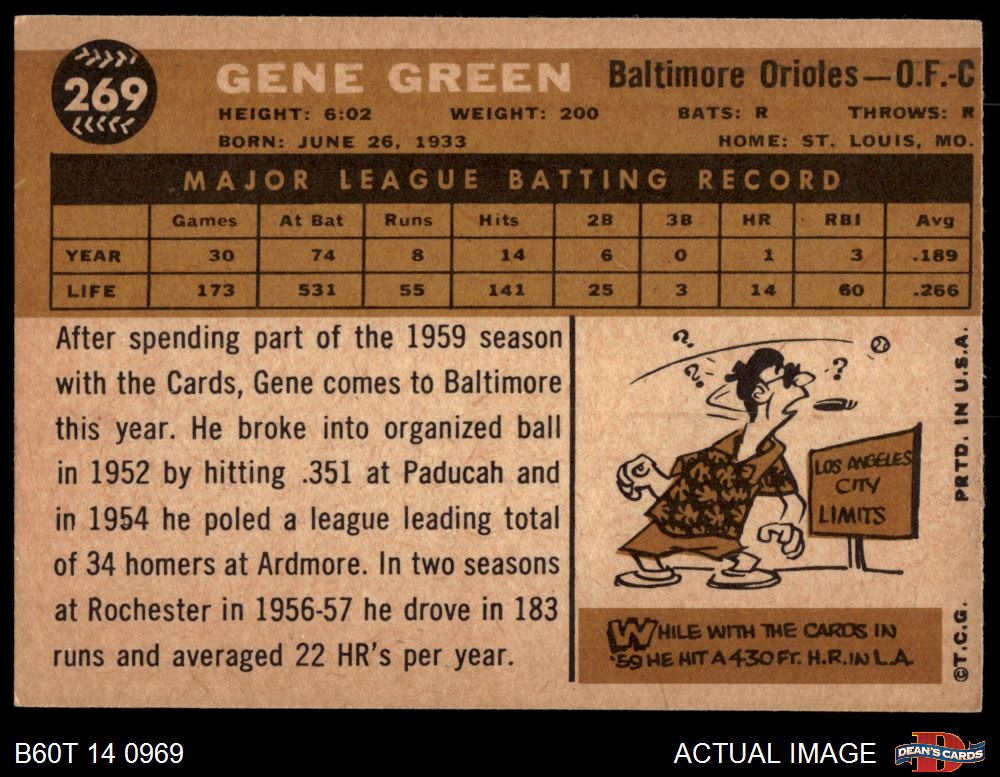 269
GENE GREEN Baltimore Orioles—O.F.-C
HEIGHT: 6:02 WEIGHT: 200 BATS: R THROWS: R
BORN: JUNE 26, 1933 HOME: ST. LOUIS, MO.
MAJOR LEAGUE BATTING RECORD
Games At Bat Runs Hits 2B 3B HR RBI Avg
YEAR 30 74 8 14 6 0 1 3 .189
LIFE 173 531 55 141 25 3 14 60 .266
After spending part of the 1959 season
with the Cards, Gene comes to Baltimore
this year. He broke into organized ball
in 1952 by hitting .351 at Paducah and
in 1954 he poled a league leading total
of 34 homers at Ardmore. In two seasons
at Rochester in 1956-57 he drove in 183
runs and averaged 22 HR's per year.
? ? ?
LOS ANGELES
CITY
LIMITS
WHILE WITH THE CARDS IN
'59 HE HIT A 430 FT. H.R. IN L.A.
©T.C.G. PRTD. IN U.S.A.
B60T 14 0969
ACTUAL IMAGE
D
DEAN'S CARDS